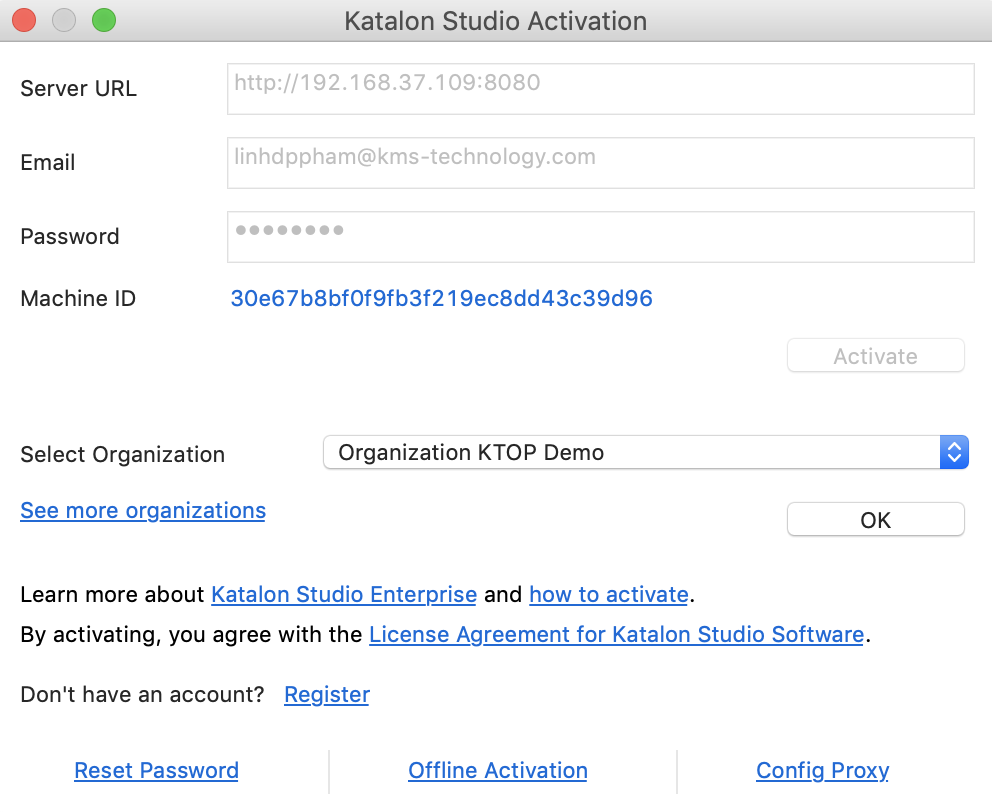 Katalon Studio Activation
Server URL http://192.168.37.109:8080
Email linhdppham@kms-technology.com
Password ●●●●●●●●
Machine ID 30e67b8bf0f9fb3f219ec8dd43c39d96
Activate
Select Organization Organization KTOP Demo
See more organizations
OK
Learn more about Katalon Studio Enterprise and how to activate.
By activating, you agree with the License Agreement for Katalon Studio Software.
Don't have an account? Register
Reset Password Offline Activation Config Proxy